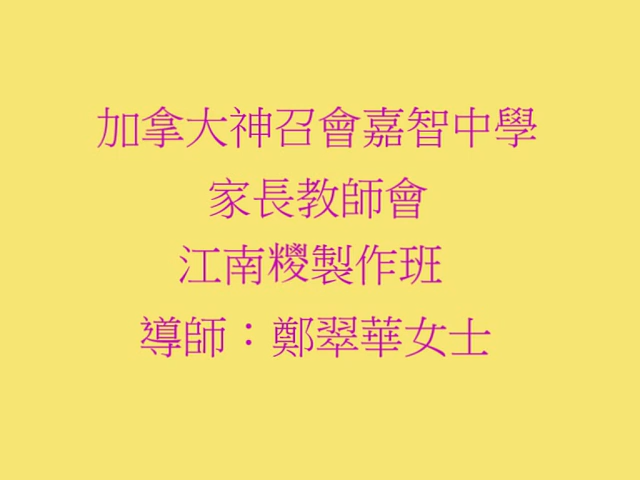 加拿大神召會嘉智中學
家長教師會
江南糭製作班
導師：鄭翠華女士